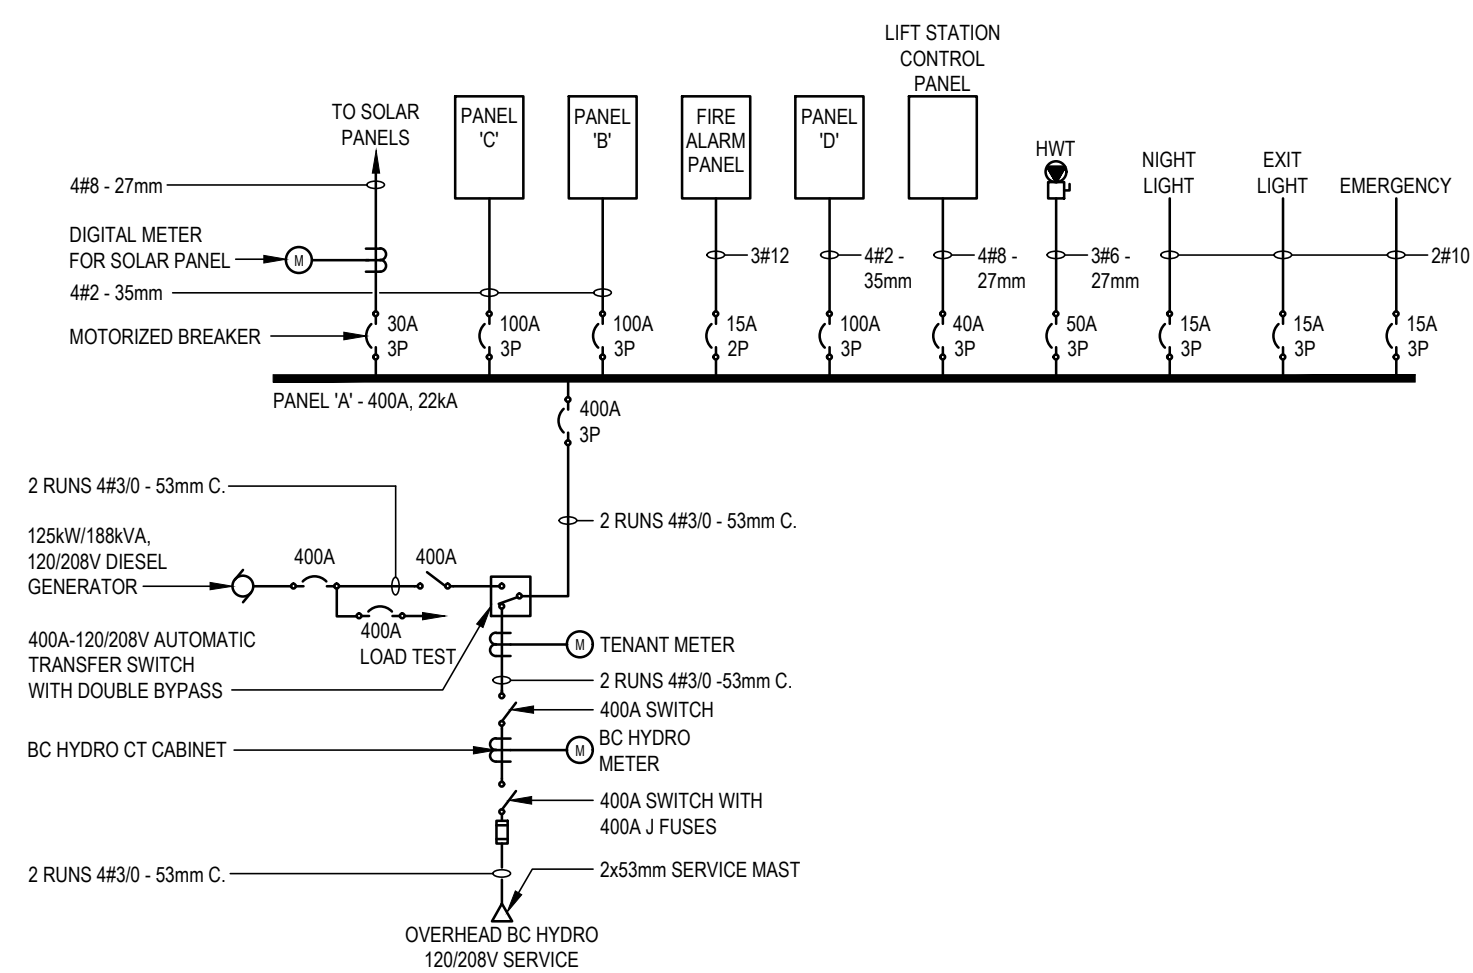 LIFT STATION
CONTROL
PANEL
TO SOLAR
PANELS
PANEL
'C'
PANEL
'B'
FIRE
ALARM
PANEL
PANEL
'D'
HWT
NIGHT
LIGHT
EXIT
LIGHT
EMERGENCY
4#8 - 27mm
DIGITAL METER
FOR SOLAR PANEL
M
4#2 - 35mm
3#12
4#2 -
35mm
4#8 -
27mm
3#6 -
27mm
2#10
MOTORIZED BREAKER
30A
3P
100A
3P
100A
3P
15A
2P
100A
3P
40A
3P
50A
3P
15A
3P
15A
3P
15A
3P
PANEL 'A' - 400A, 22kA
400A
3P
2 RUNS 4#3/0 - 53mm C.
2 RUNS 4#3/0 - 53mm C.
125kW/188kVA,
120/208V DIESEL
GENERATOR
400A
400A
400A
LOAD TEST
400A-120/208V AUTOMATIC
TRANSFER SWITCH
WITH DOUBLE BYPASS
M
TENANT METER
2 RUNS 4#3/0 -53mm C.
400A SWITCH
BC HYDRO CT CABINET
M
BC HYDRO
METER
400A SWITCH WITH
400A J FUSES
2 RUNS 4#3/0 - 53mm C.
2x53mm SERVICE MAST
OVERHEAD BC HYDRO
120/208V SERVICE